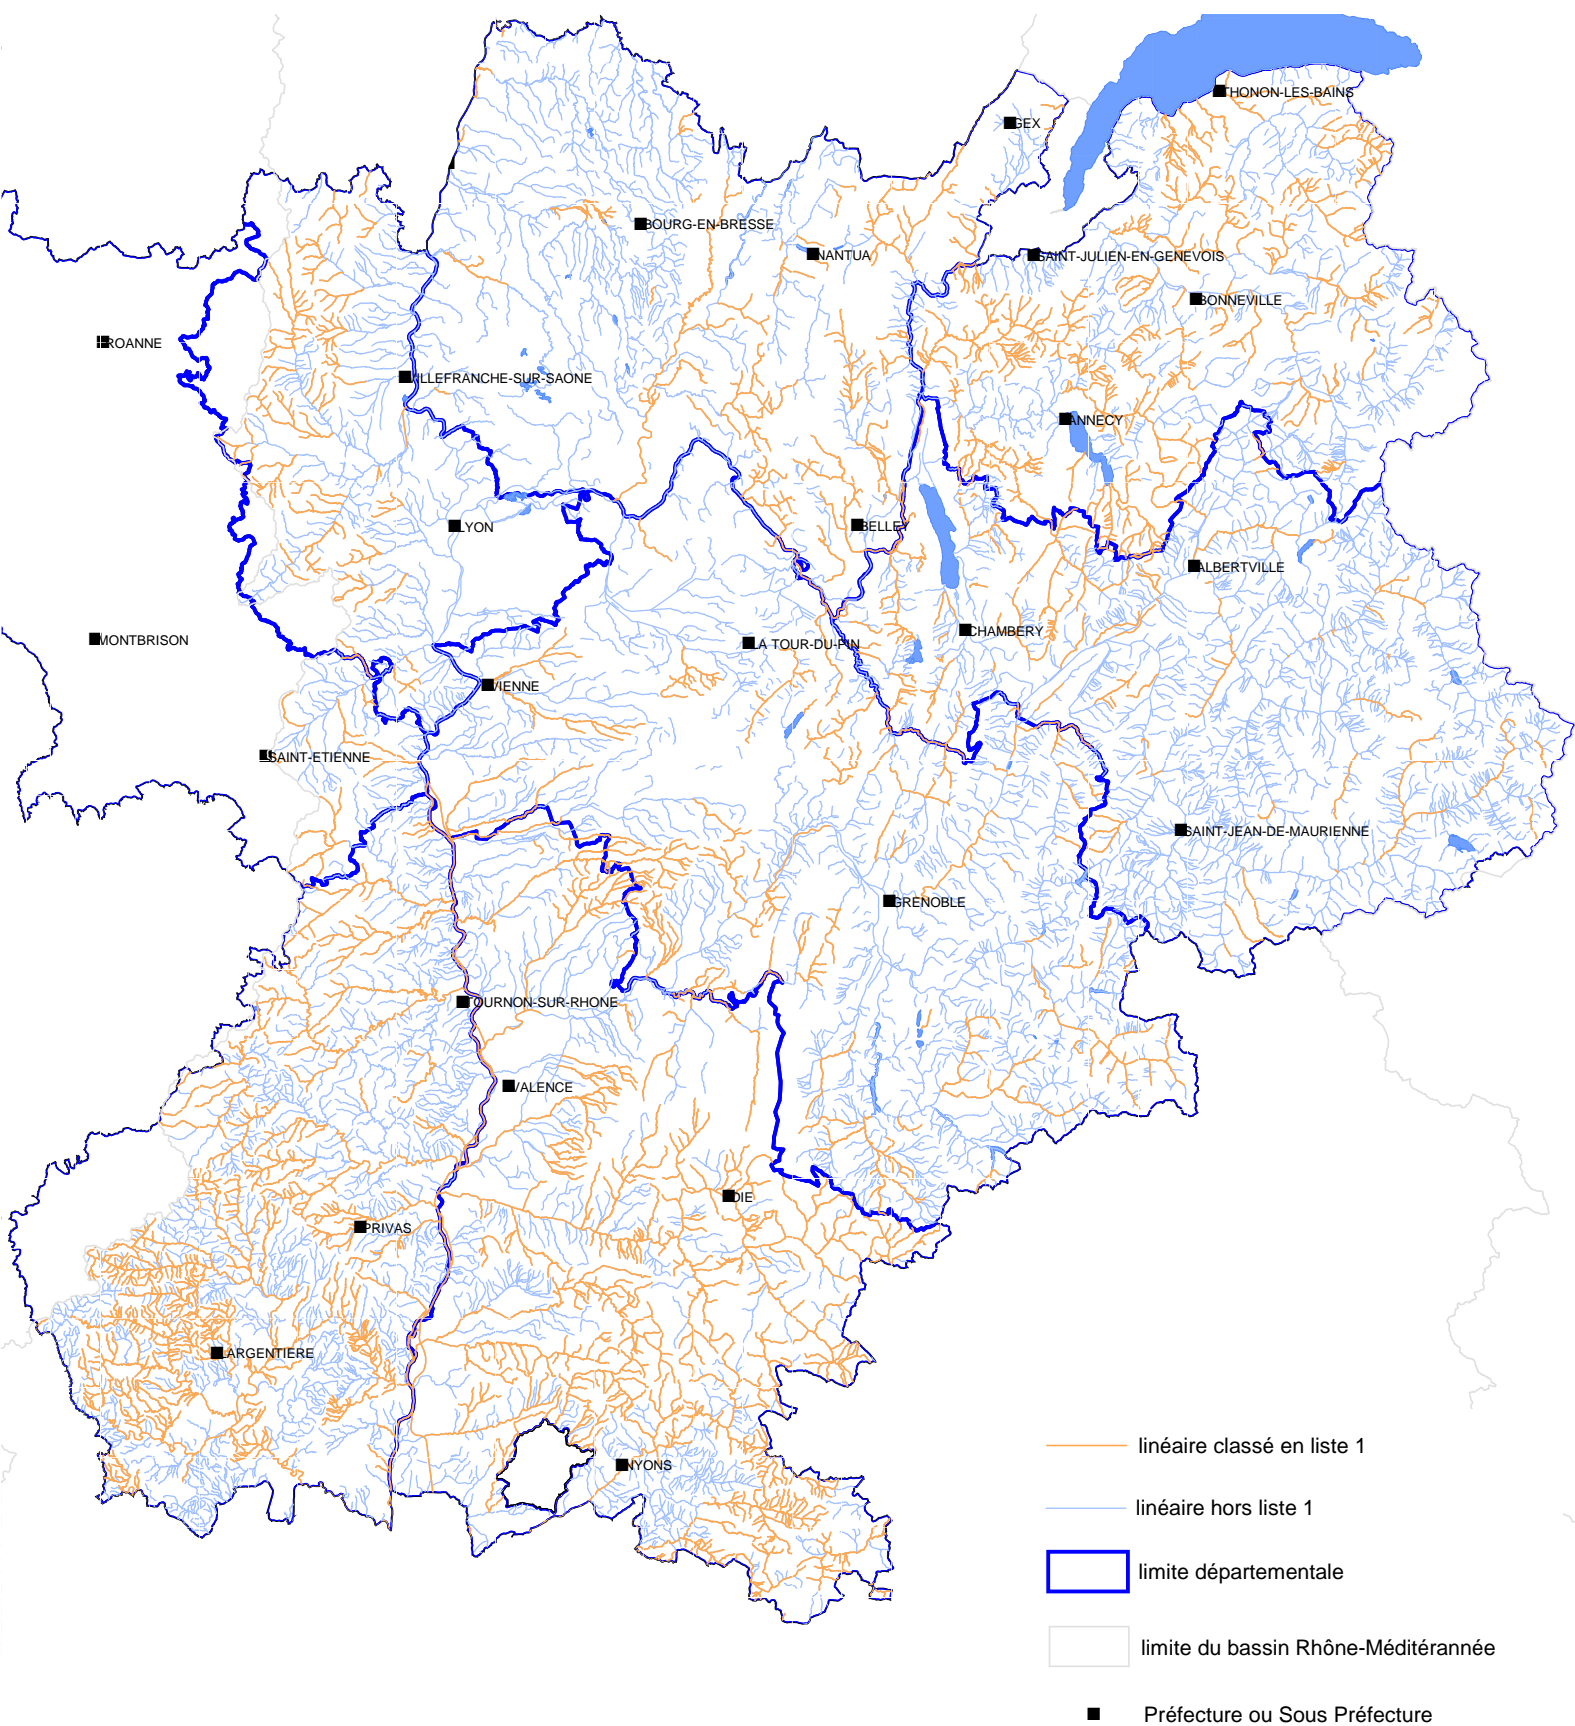 THONON-LES-BAINS
GEX
BOURG-EN-BRESSE
NANTUA
SAINT-JULIEN-EN-GENEVOIS
BONNEVILLE
ROANNE
VILLEFRANCHE-SUR-SAONE
ANNECY
LYON
BELLEY
ALBERTVILLE
MONTBRISON
CHAMBERY
LA TOUR-DU-PIN
VIENNE
SAINT-ETIENNE
SAINT-JEAN-DE-MAURIENNE
GRENOBLE
TOURNON-SUR-RHONE
VALENCE
DIE
PRIVAS
LARGENTIERE
NYONS
linéaire classé en liste 1
linéaire hors liste 1
limite départementale
limite du bassin Rhône-Méditérannée
Préfecture ou Sous Préfecture